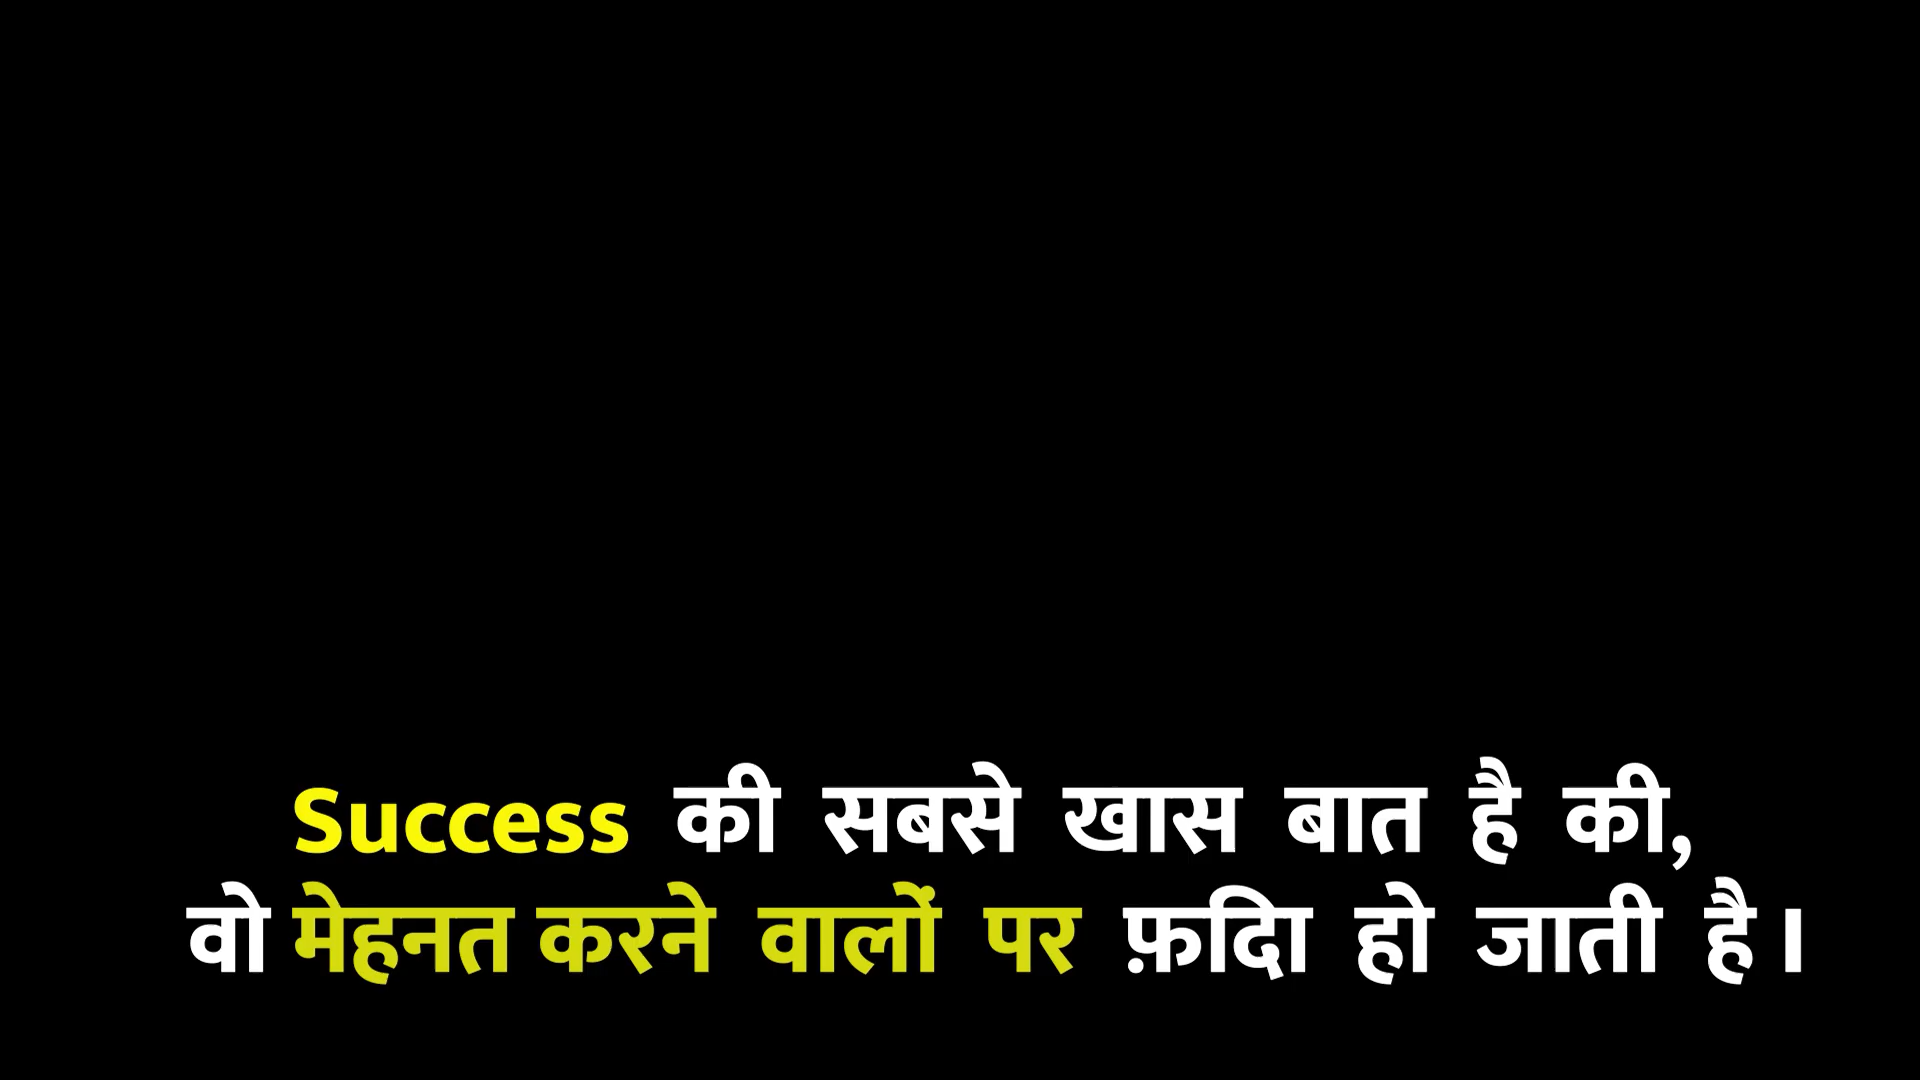 Success की सबसे खास बात है की,
वो मेहनत करने वालों पर फ़िदा हो जाती है।